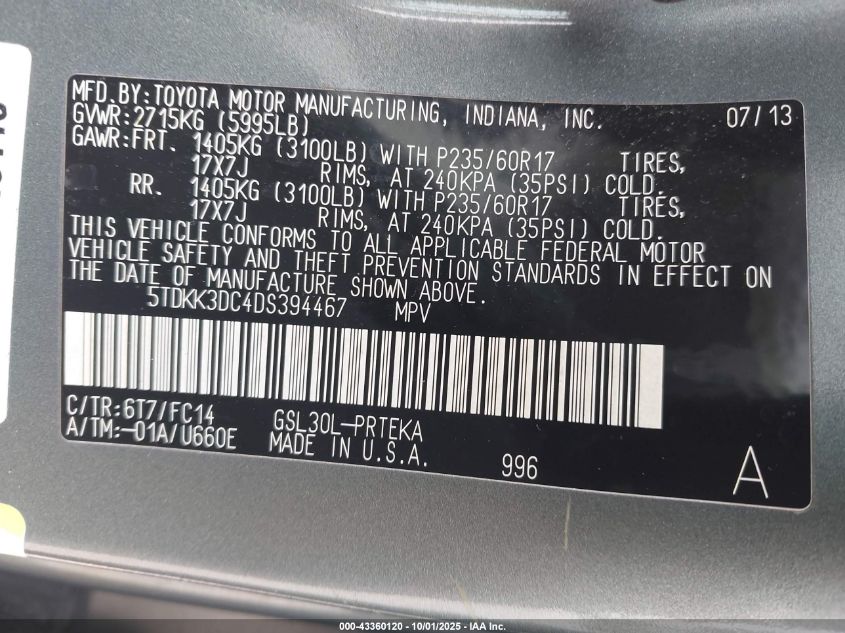 MFD.BY:TOYOTA MOTOR MANUFACTURING, INDIANA, INC. 07/13
GVWR:2715KG (5995LB)
GAWR:FRT. 1405KG (3100LB) WITH P235/60R17 TIRES,
17X7J RIMS, AT 240KPA (35PSI) COLD.
RR. 1405KG (3100LB) WITH P235/60R17 TIRES,
17X7J RIMS, AT 240KPA (35PSI) COLD.
THIS VEHICLE CONFORMS TO ALL APPLICABLE FEDERAL MOTOR
VEHICLE SAFETY AND THEFT PREVENTION STANDARDS IN EFFECT ON
THE DATE OF MANUFACTURE SHOWN ABOVE.
5TDKK3DC4DS394467 MPV
C/TR:6T7/FC14 GSL30L-PRTEKA
A/TM:-01A/U660E MADE IN U.S.A. 996 A
000-43360120 - 10/01/2025 - IAA Inc.